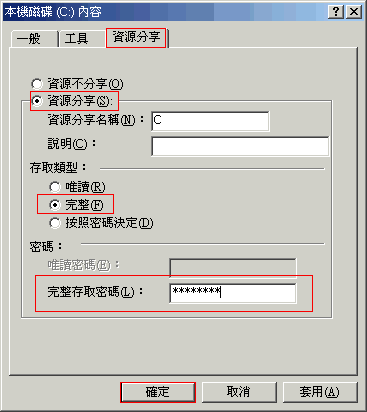 本機磁碟 (C:) 內容
一般 工具 資源分享
資源不分享(O)
資源分享(S):
資源分享名稱(N)： C
說明(C)：
存取類型：
唯讀(R)
完整(F)
按照密碼決定(D)
密碼：
唯讀密碼(E)：
完整存取密碼(L)： ********
確定 取消 套用(A)